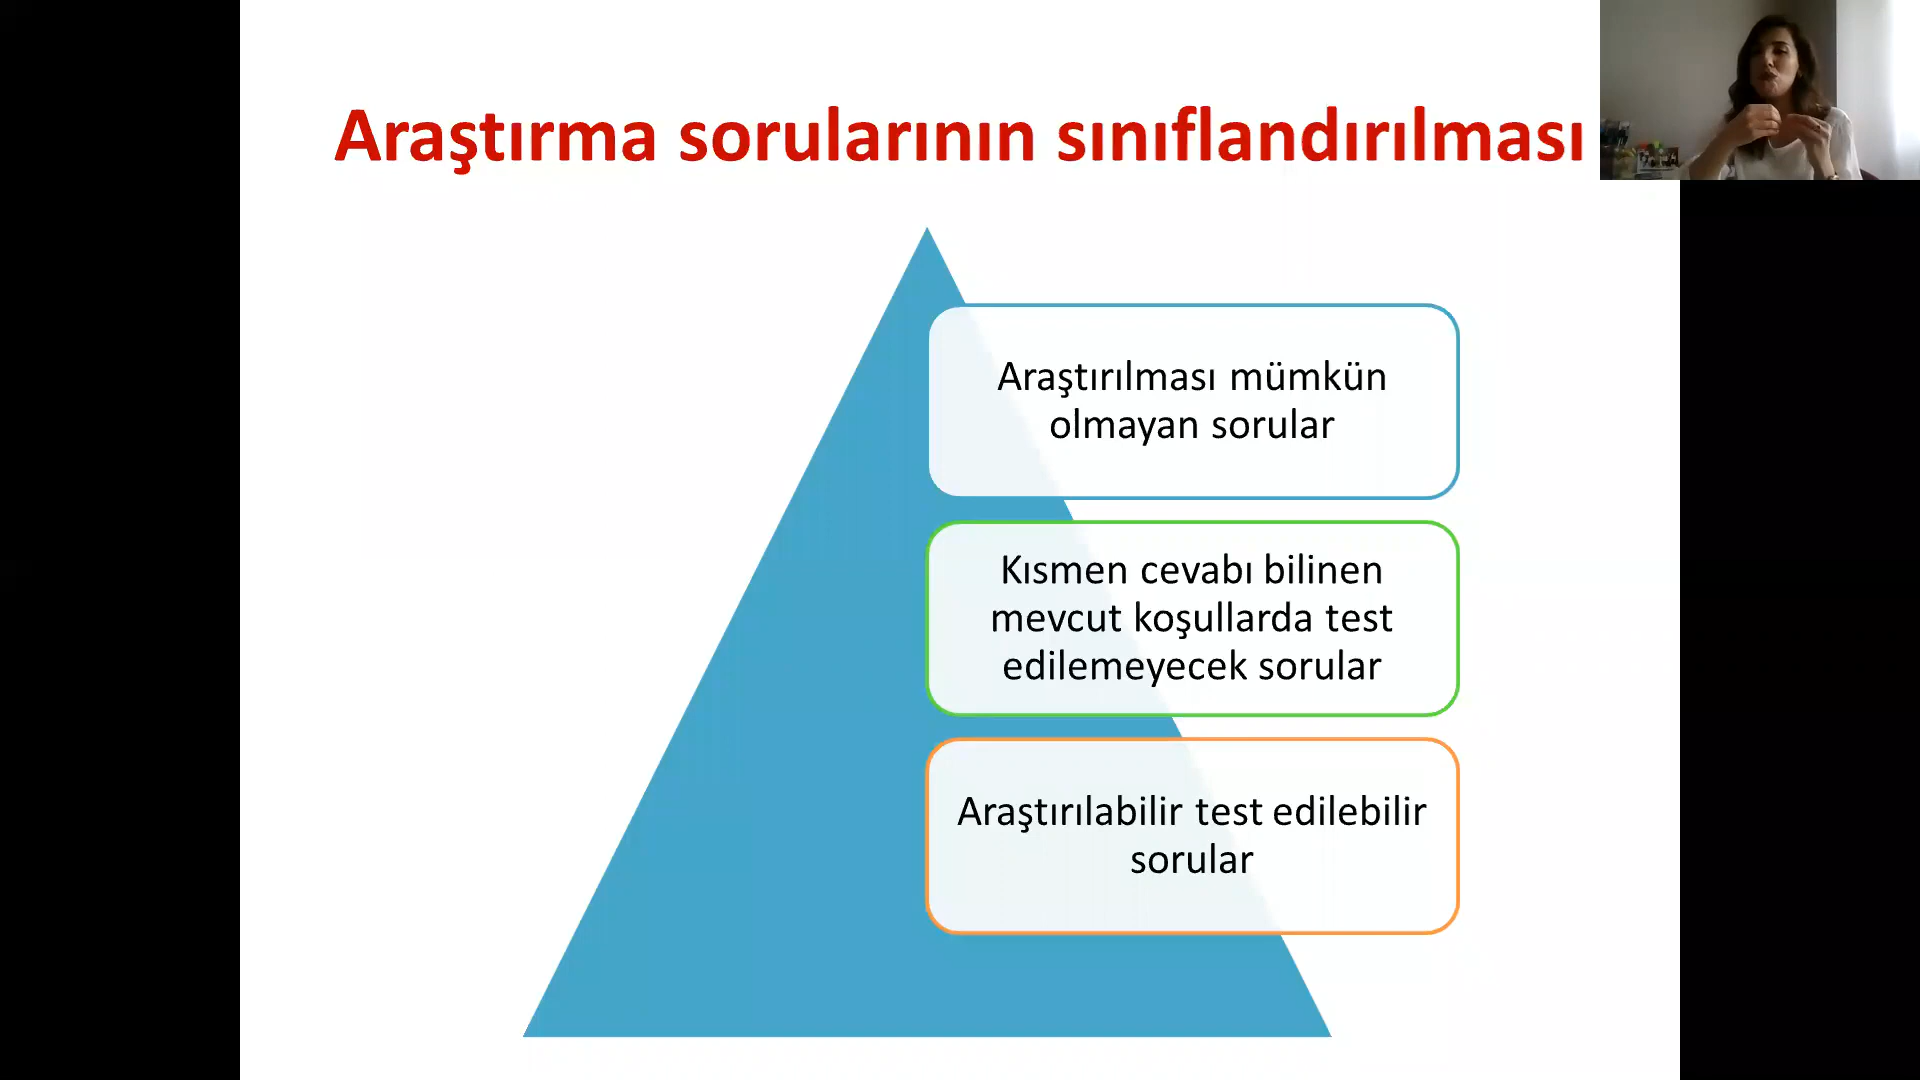 Araştırma sorularının sınıflandırılması
Araştırılması mümkün
olmayan sorular
Kısmen cevabı bilinen
mevcut koşullarda test
edilemeyecek sorular
Araştırılabilir test edilebilir
sorular